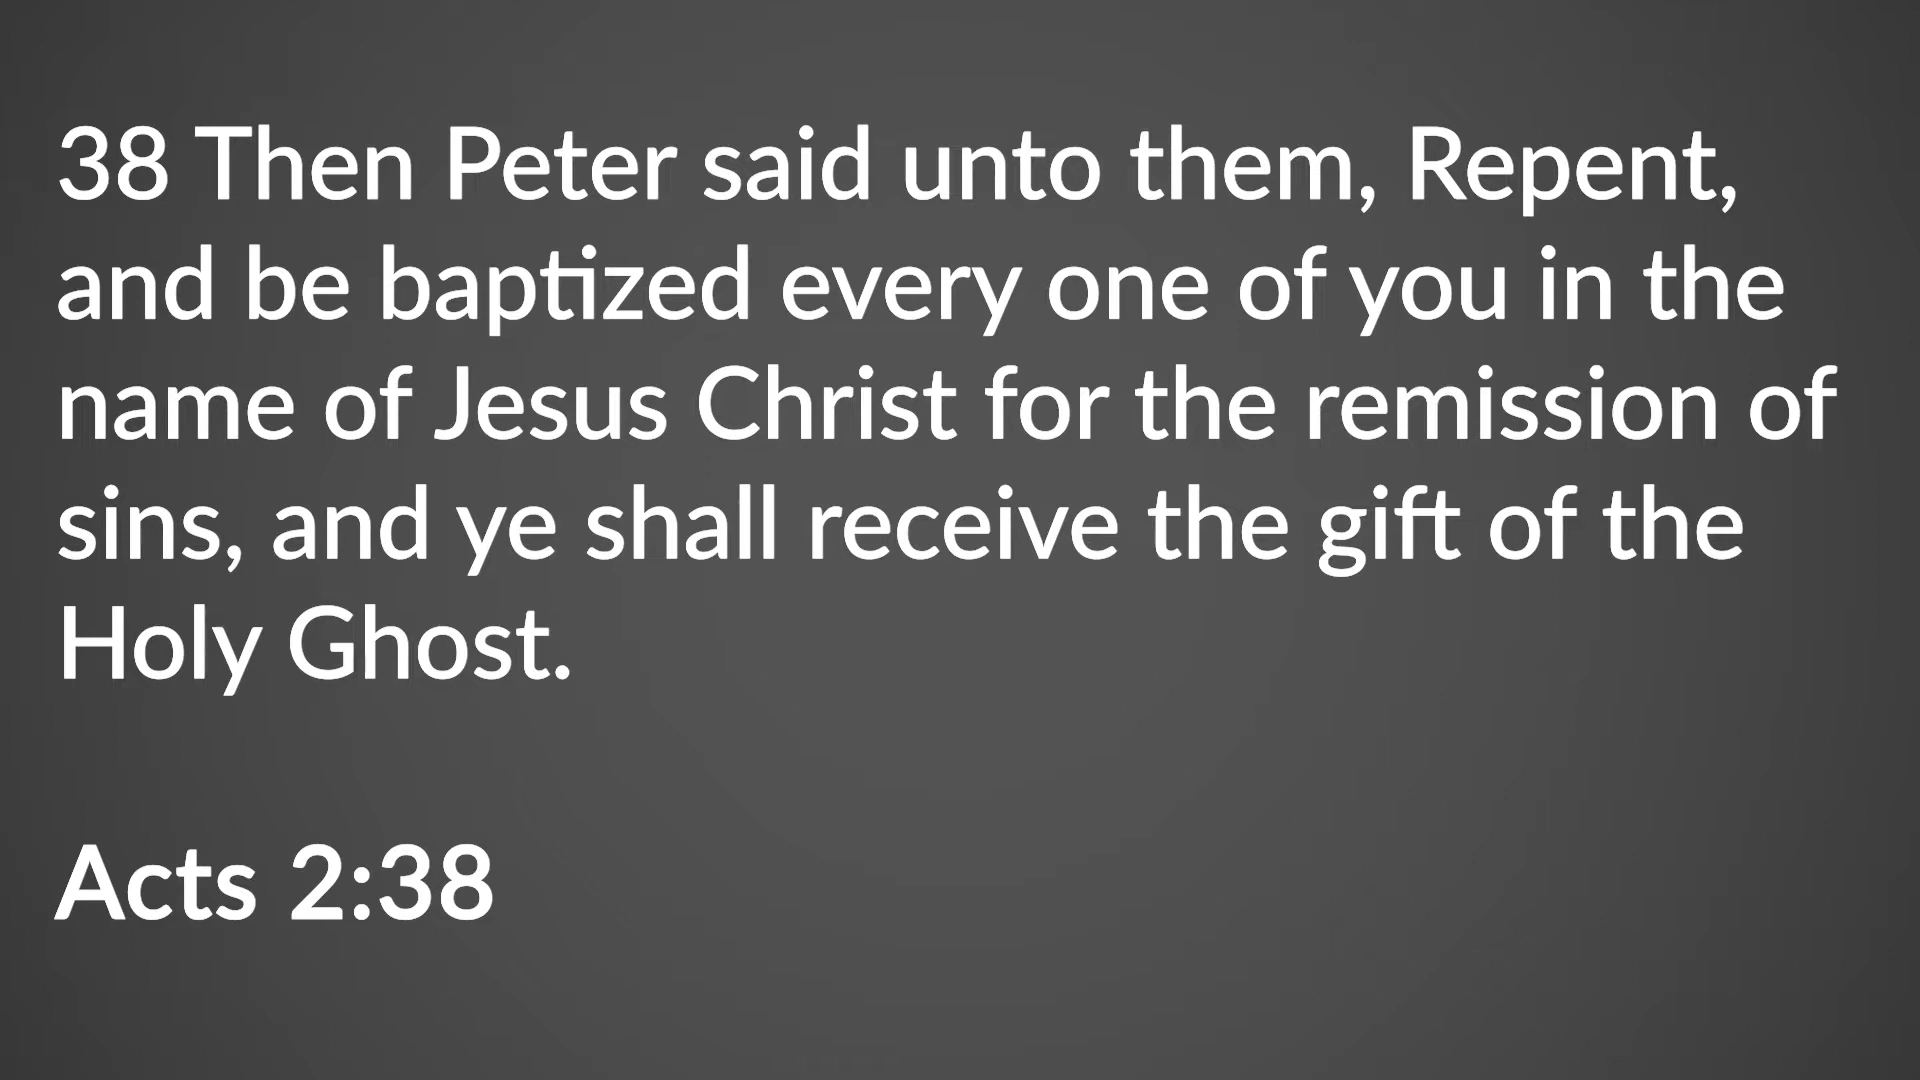 38 Then Peter said unto them, Repent,
and be baptized every one of you in the
name of Jesus Christ for the remission of
sins, and ye shall receive the gift of the
Holy Ghost.
Acts 2:38